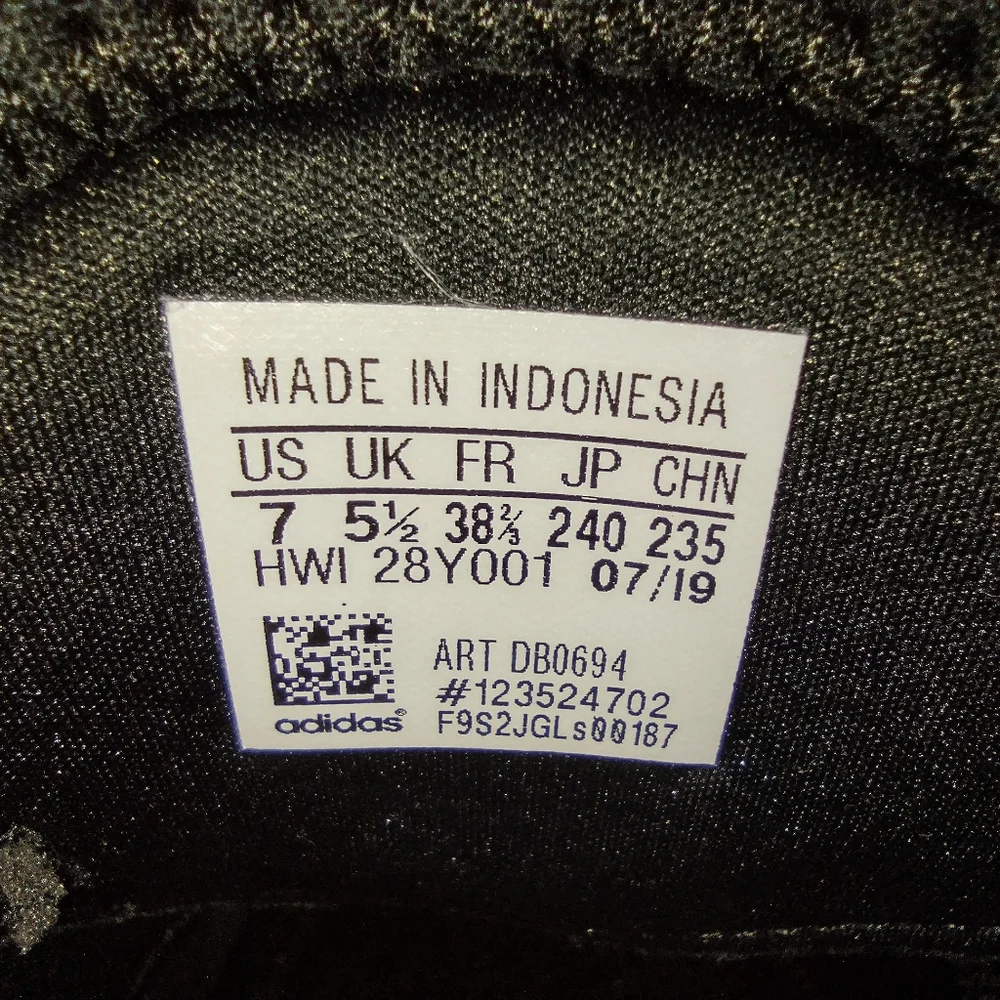 MADE IN INDONESIA
US UK FR JP CHN
7 5½ 38⅔ 240 235
HWI 28Y001 07/19
ART DB0694
#123524702
adidas® F9S2JGLs00187